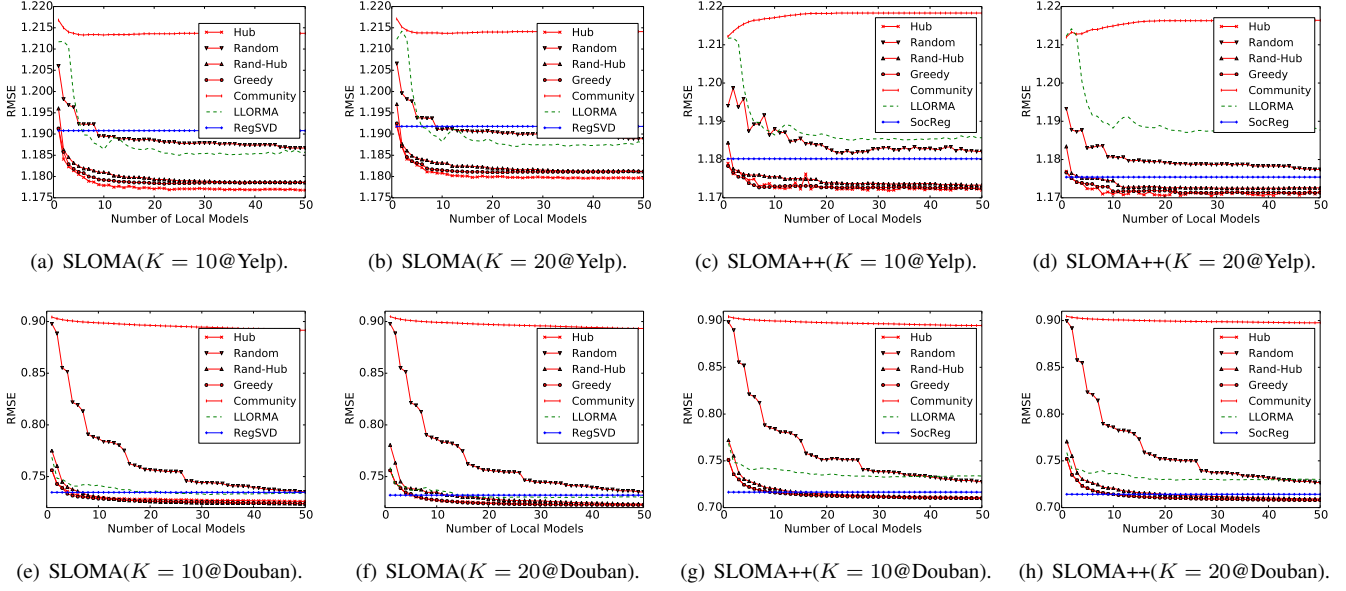 1.220
1.215
1.210
1.205
1.200
1.195
1.190
1.185
1.180
1.175
RMSE
0 10 20 30 40 50
Number of Local Models
Hub
Random
Rand-Hub
Greedy
Community
LLORMA
RegSVD
(a) SLOMA(K = 10@Yelp).
1.220
1.215
1.210
1.205
1.200
1.195
1.190
1.185
1.180
1.175
RMSE
0 10 20 30 40 50
Number of Local Models
Hub
Random
Rand-Hub
Greedy
Community
LLORMA
RegSVD
(b) SLOMA(K = 20@Yelp).
1.22
1.21
1.20
1.19
1.18
1.17
RMSE
0 10 20 30 40 50
Number of Local Models
Hub
Random
Rand-Hub
Greedy
Community
LLORMA
SocReg
(c) SLOMA++(K = 10@Yelp).
1.22
1.21
1.20
1.19
1.18
1.17
RMSE
0 10 20 30 40 50
Number of Local Models
Hub
Random
Rand-Hub
Greedy
Community
LLORMA
SocReg
(d) SLOMA++(K = 20@Yelp).
0.90
0.85
0.80
0.75
RMSE
0 10 20 30 40 50
Number of Local Models
Hub
Random
Rand-Hub
Greedy
Community
LLORMA
RegSVD
(e) SLOMA(K = 10@Douban).
0.90
0.85
0.80
0.75
RMSE
0 10 20 30 40 50
Number of Local Models
Hub
Random
Rand-Hub
Greedy
Community
LLORMA
RegSVD
(f) SLOMA(K = 20@Douban).
0.90
0.85
0.80
0.75
0.70
RMSE
0 10 20 30 40 50
Number of Local Models
Hub
Random
Rand-Hub
Greedy
Community
LLORMA
SocReg
(g) SLOMA++(K = 10@Douban).
0.90
0.85
0.80
0.75
0.70
RMSE
0 10 20 30 40 50
Number of Local Models
Hub
Random
Rand-Hub
Greedy
Community
LLORMA
SocReg
(h) SLOMA++(K = 20@Douban).